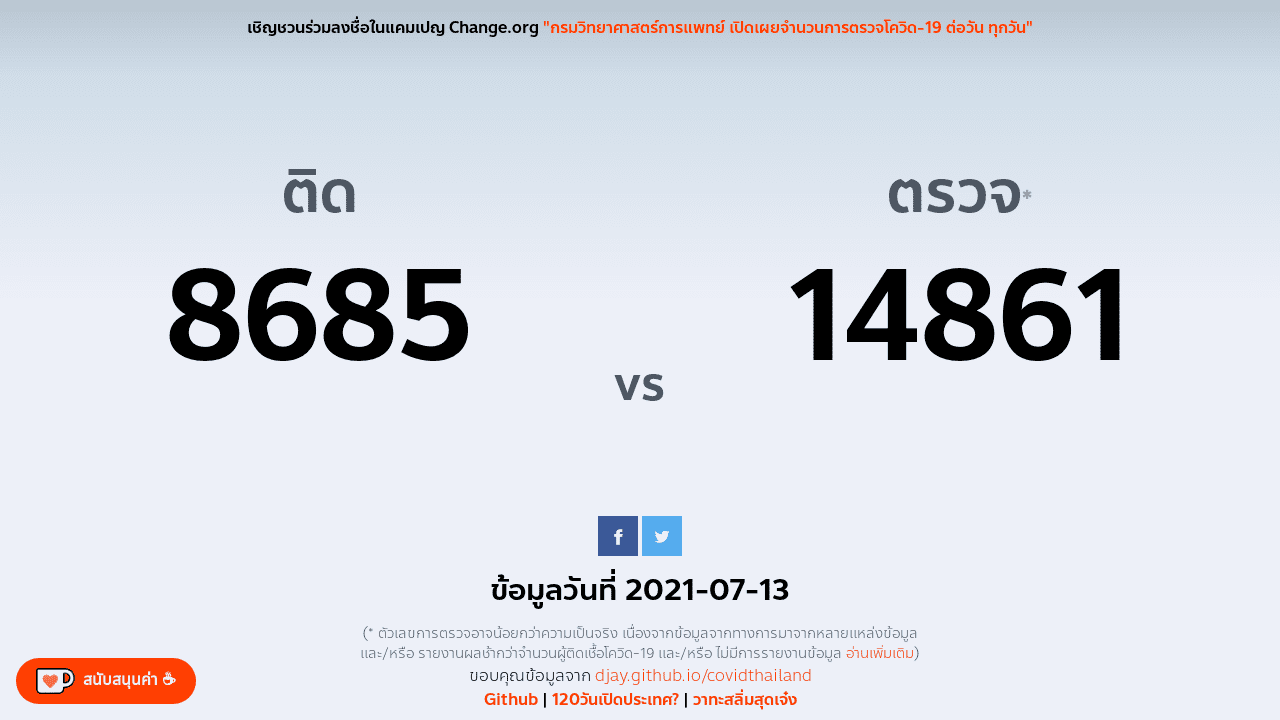 เชิญชวนร่วมลงชื่อในแคมเปญ Change.org "กรมวิทยาศาสตร์การแพทย์ เปิดเผยจำนวนการตรวจโควิด-19 ต่อวัน ทุกวัน"
ติด
8685
vs
ตรวจ*
14861
ข้อมูลวันที่ 2021-07-13
(* ตัวเลขการตรวจอาจน้อยกว่าความเป็นจริง เนื่องจากข้อมูลจากทางการมาจากหลายแหล่งข้อมูล
และ/หรือ รายงานผลช้ากว่าจำนวนผู้ติดเชื้อโควิด-19 และ/หรือ ไม่มีการรายงานข้อมูล อ่านเพิ่มเติม)
ขอบคุณข้อมูลจาก djay.github.io/covidthailand
Github | 120วันเปิดประเทศ? | วาทะสลิ่มสุดเจ๋ง
สนับสนุนค่า ☕